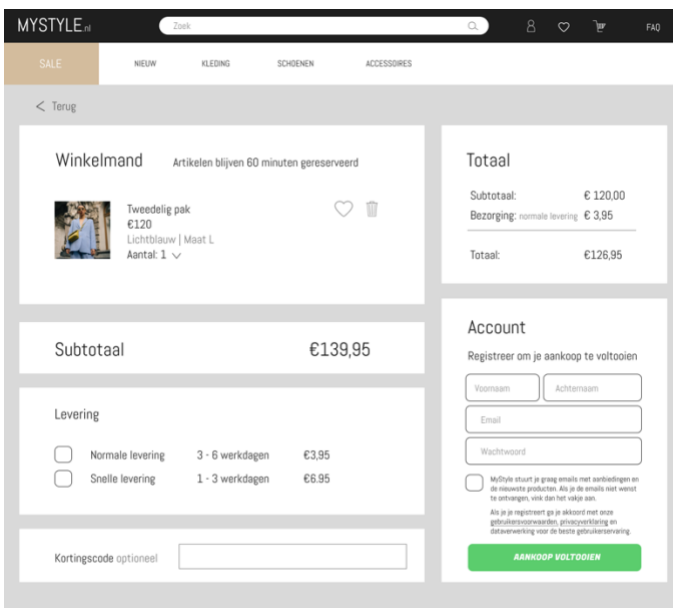 MYSTYLE.nl
Zoek
FAQ
SALE
NIEUW
KLEDING
SCHOENEN
ACCESSOIRES
< Terug
Winkelmand
Artikelen blijven 60 minuten gereserveerd
Tweedelig pak
€120
Lichtblauw | Maat L
Aantal: 1
Subtotaal €139,95
Levering
Normale levering 3 - 6 werkdagen €3,95
Snelle levering 1 - 3 werkdagen €6.95
Kortingscode optioneel
Totaal
Subtotaal: € 120,00
Bezorging: normale levering € 3,95
Totaal: €126,95
Account
Registreer om je aankoop te voltooien
Voornaam
Achternaam
Email
Wachtwoord
MyStyle stuurt je graag emails met aanbiedingen en
de nieuwste producten. Als je de emails niet wenst
te ontvangen, vink dan het vakje aan.
Als je je registreert ga je akkoord met onze
gebruikersvoorwaarden, privacyverklaring en
dataverwerking voor de beste gebruikerservaring.
AANKOOP VOLTOOIEN